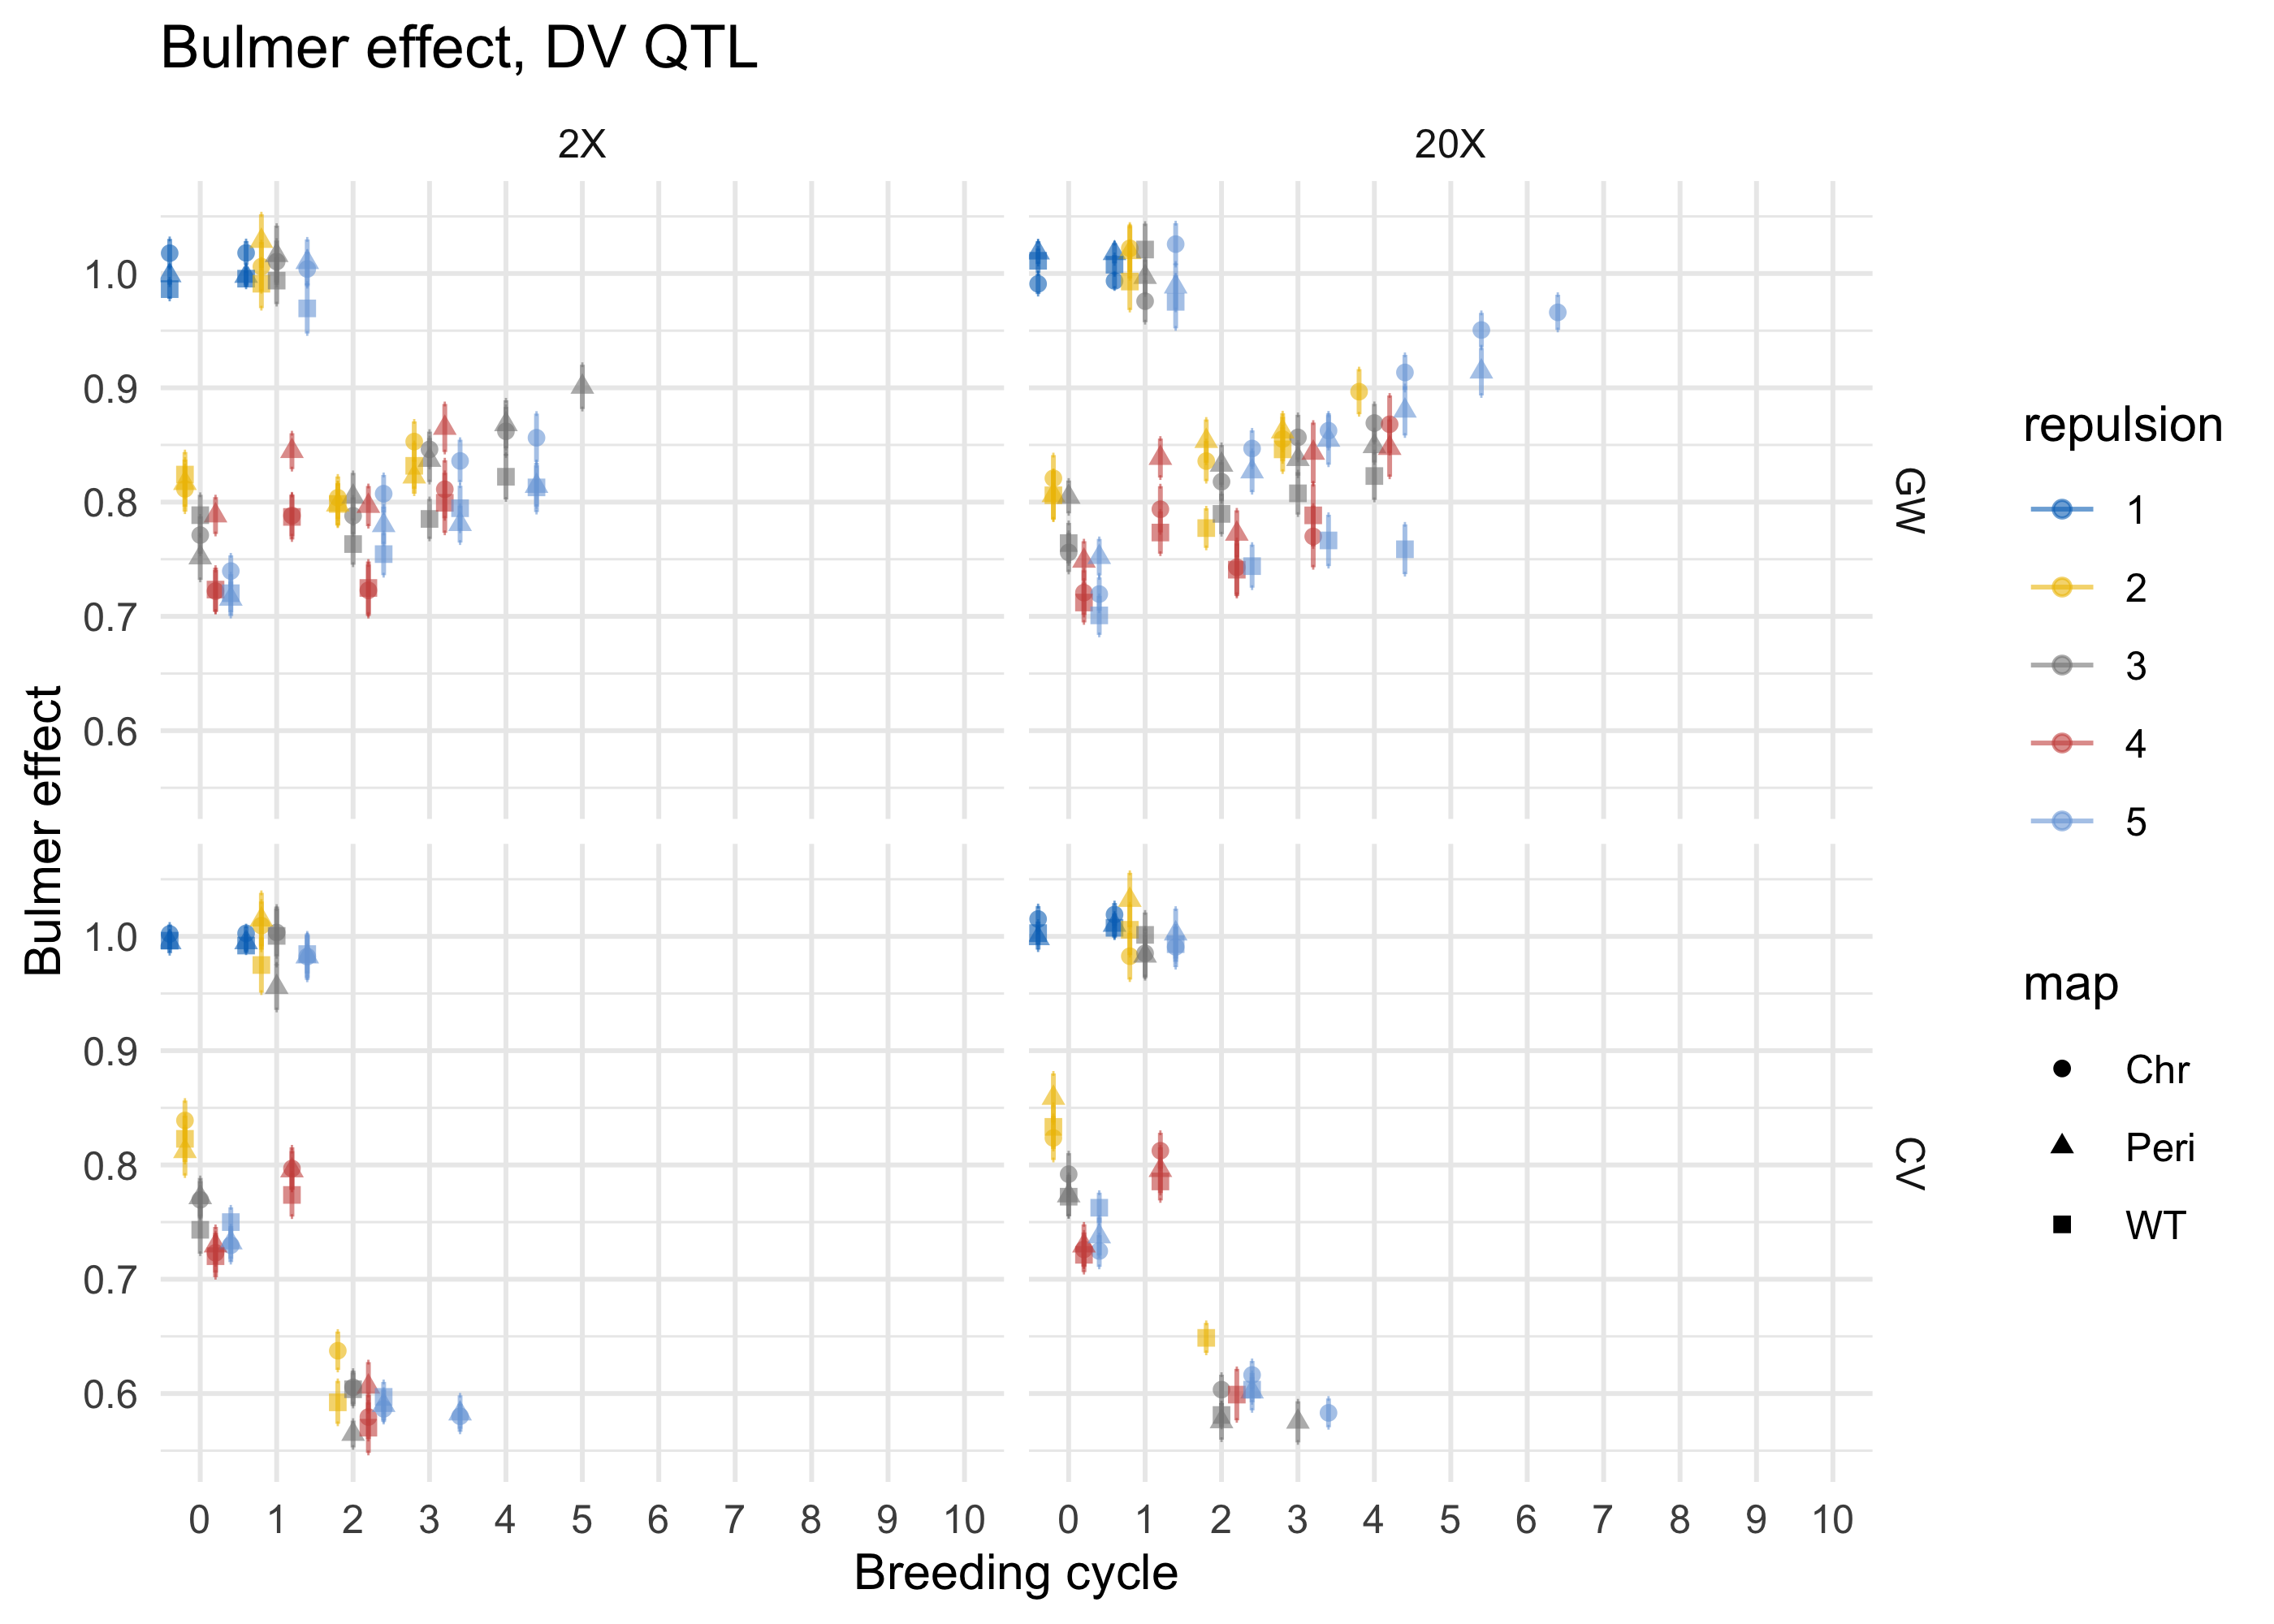 Bulmer effect, DV QTL
2X
20X
1.0
0.9
0.8
0.7
0.6
GW
Bulmer effect
1.0
0.9
0.8
0.7
0.6
CV
0 1 2 3 4 5 6 7 8 9 10
0 1 2 3 4 5 6 7 8 9 10
Breeding cycle
repulsion
1
2
3
4
5
map
Chr
Peri
WT